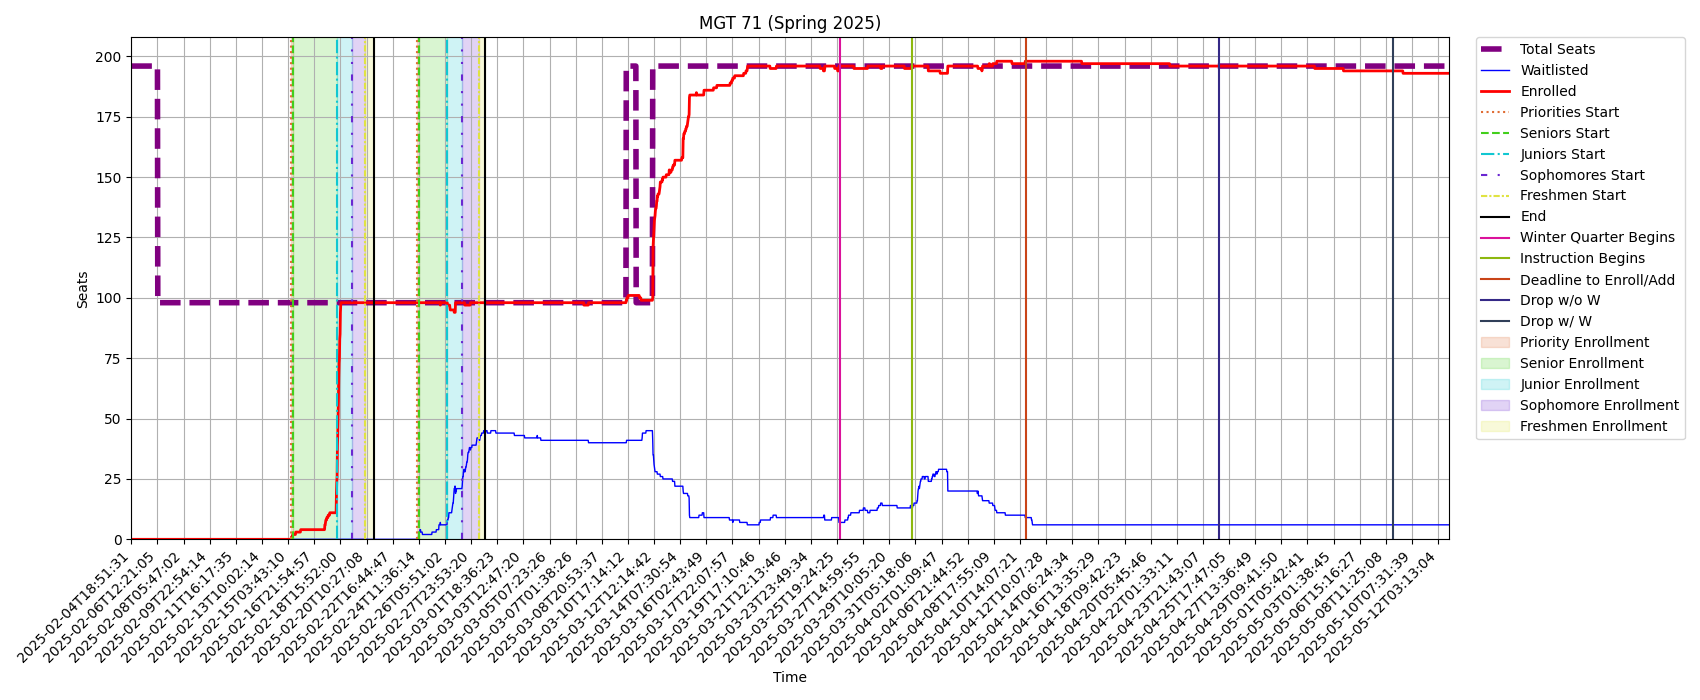 MGT 71 (Spring 2025)
Seats
200
175
150
125
100
75
50
25
0
2025-02-04T18:51:31
2025-02-06T12:21:05
2025-02-08T05:47:02
2025-02-09T22:54:14
2025-02-11T16:17:35
2025-02-13T10:02:14
2025-02-15T03:43:10
2025-02-16T21:54:57
2025-02-18T15:52:00
2025-02-20T10:27:08
2025-02-22T16:44:47
2025-02-24T11:36:14
2025-02-26T05:51:02
2025-02-27T23:53:20
2025-03-01T18:36:23
2025-03-03T12:47:20
2025-03-05T07:23:26
2025-03-07T01:38:26
2025-03-08T20:53:37
2025-03-10T17:14:12
2025-03-12T12:14:42
2025-03-14T07:30:54
2025-03-16T02:43:49
2025-03-17T22:07:57
2025-03-19T17:10:46
2025-03-21T12:13:46
2025-03-23T23:49:34
2025-03-25T19:24:25
2025-03-27T14:59:55
2025-03-29T10:05:20
2025-03-31T05:18:06
2025-04-02T01:09:47
2025-04-06T21:44:52
2025-04-08T17:55:09
2025-04-10T14:07:21
2025-04-12T10:07:28
2025-04-14T06:24:34
2025-04-16T13:35:29
2025-04-18T09:42:23
2025-04-20T05:45:46
2025-04-22T01:33:11
2025-04-23T21:43:07
2025-04-25T17:47:05
2025-04-27T13:36:49
2025-04-29T09:41:50
2025-05-01T05:42:41
2025-05-03T01:38:45
2025-05-06T15:16:27
2025-05-08T11:25:08
2025-05-10T07:31:39
2025-05-12T03:13:04
Time
Total Seats
Waitlisted
Enrolled
Priorities Start
Seniors Start
Juniors Start
Sophomores Start
Freshmen Start
End
Winter Quarter Begins
Instruction Begins
Deadline to Enroll/Add
Drop w/o W
Drop w/ W
Priority Enrollment
Senior Enrollment
Junior Enrollment
Sophomore Enrollment
Freshmen Enrollment